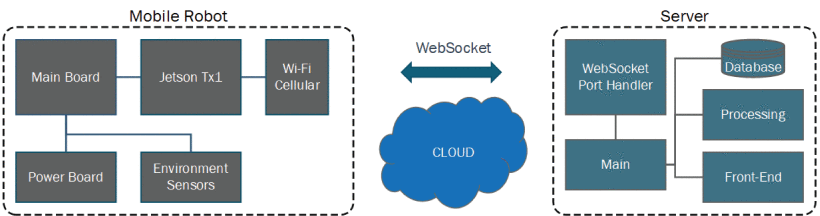 Mobile Robot
Main Board
Jetson Tx1
Wi-Fi
Cellular
Power Board
Environment
Sensors
WebSocket
CLOUD
Server
WebSocket
Port Handler
Database
Processing
Main
Front-End